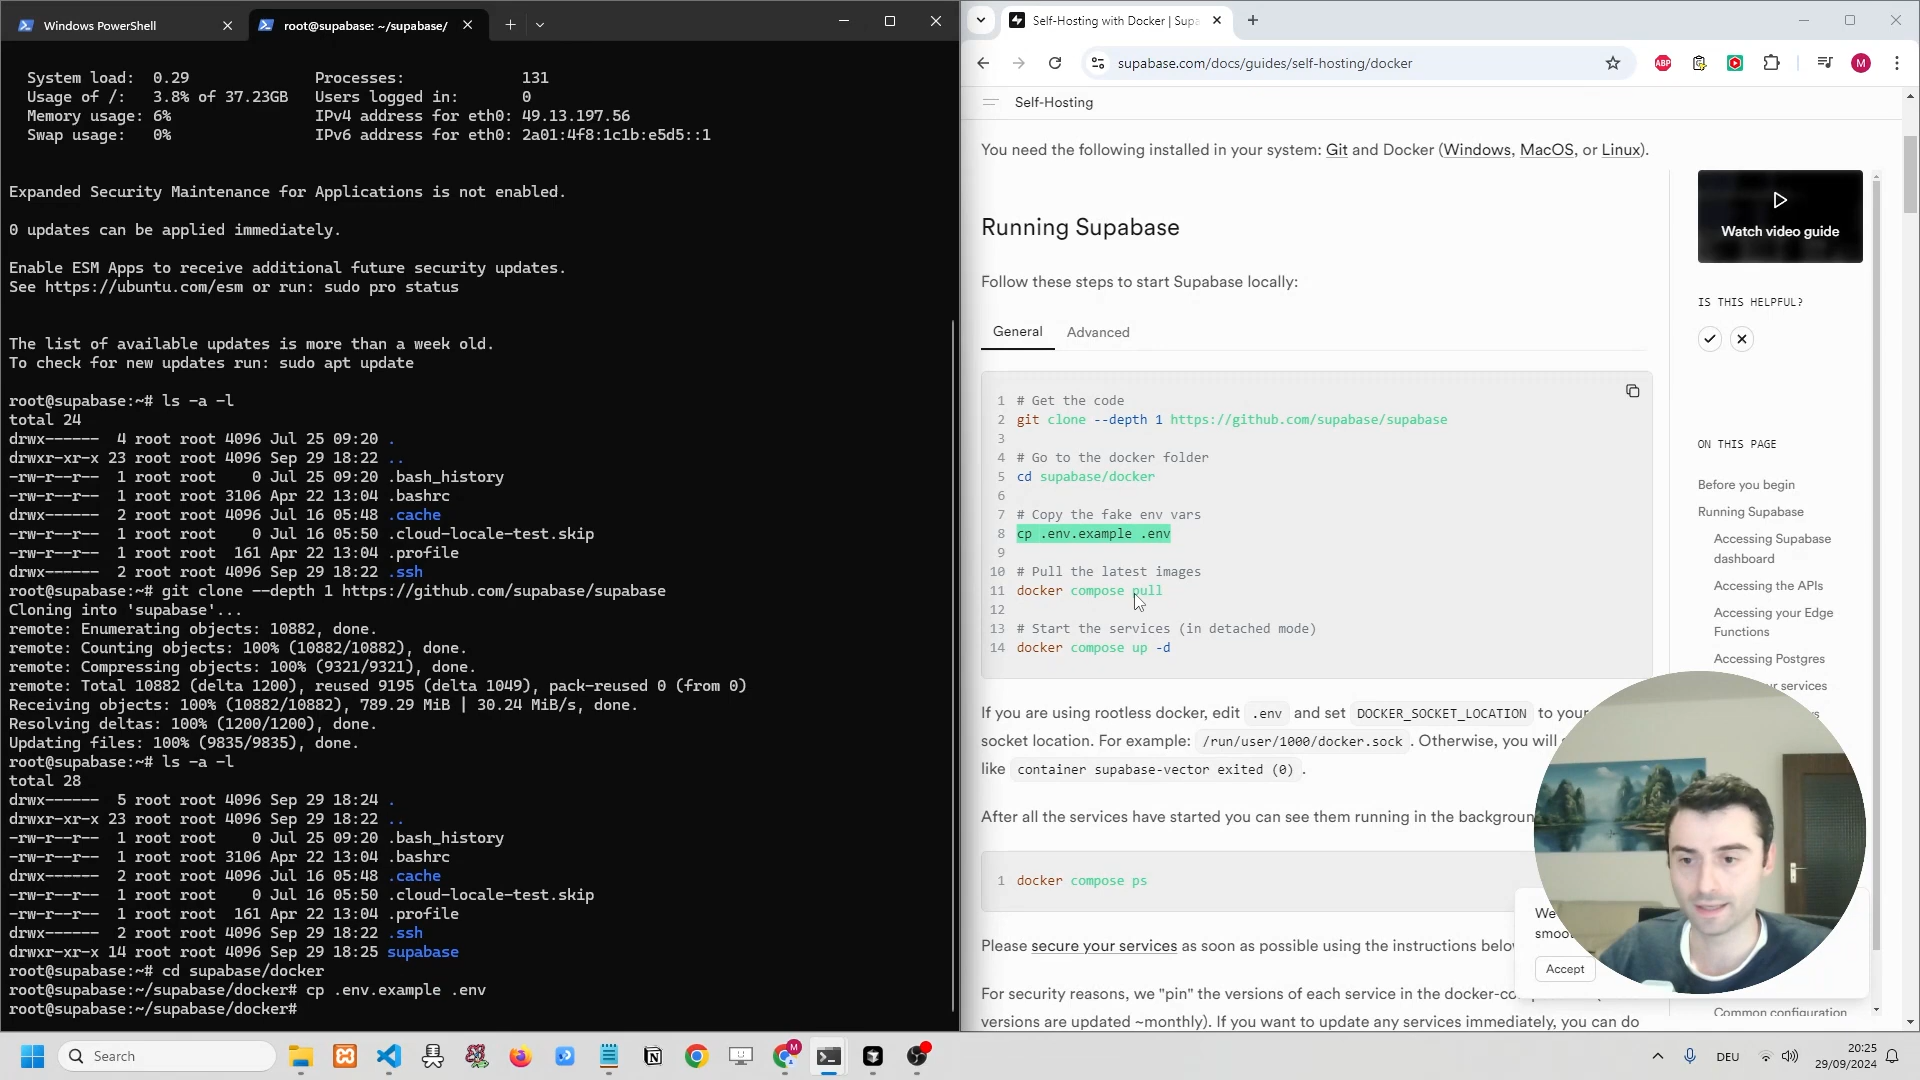 Windows PowerShell
root@supabase: ~/supabase/
System load: 0.29 Processes: 131
Usage of /: 3.8% of 37.23GB Users logged in: 0
Memory usage: 6% IPv4 address for eth0: 49.13.197.56
Swap usage: 0% IPv6 address for eth0: 2a01:4f8:1c1b:e5d5::1
Expanded Security Maintenance for Applications is not enabled.
0 updates can be applied immediately.
Enable ESM Apps to receive additional future security updates.
See https://ubuntu.com/esm or run: sudo pro status
The list of available updates is more than a week old.
To check for new updates run: sudo apt update
root@supabase:~# ls -a -l
total 24
drwx------ 4 root root 4096 Jul 25 09:20 .
drwxr-xr-x 23 root root 4096 Sep 29 18:22 ..
-rw-r--r-- 1 root root 0 Jul 25 09:20 .bash_history
-rw-r--r-- 1 root root 3106 Apr 22 13:04 .bashrc
drwx------ 2 root root 4096 Jul 16 05:48 .cache
-rw-r--r-- 1 root root 0 Jul 16 05:50 .cloud-locale-test.skip
-rw-r--r-- 1 root root 161 Apr 22 13:04 .profile
drwx------ 2 root root 4096 Sep 29 18:22 .ssh
root@supabase:~# git clone --depth 1 https://github.com/supabase/supabase
Cloning into 'supabase'...
remote: Enumerating objects: 10882, done.
remote: Counting objects: 100% (10882/10882), done.
remote: Compressing objects: 100% (9321/9321), done.
remote: Total 10882 (delta 1200), reused 9195 (delta 1049), pack-reused 0 (from 0)
Receiving objects: 100% (10882/10882), 789.29 MiB | 30.24 MiB/s, done.
Resolving deltas: 100% (1200/1200), done.
Updating files: 100% (9835/9835), done.
root@supabase:~# ls -a -l
total 28
drwx------ 5 root root 4096 Sep 29 18:24 .
drwxr-xr-x 23 root root 4096 Sep 29 18:22 ..
-rw-r--r-- 1 root root 0 Jul 25 09:20 .bash_history
-rw-r--r-- 1 root root 3106 Apr 22 13:04 .bashrc
drwx------ 2 root root 4096 Jul 16 05:48 .cache
-rw-r--r-- 1 root root 0 Jul 16 05:50 .cloud-locale-test.skip
-rw-r--r-- 1 root root 161 Apr 22 13:04 .profile
drwx------ 2 root root 4096 Sep 29 18:22 .ssh
drwxr-xr-x 14 root root 4096 Sep 29 18:25 supabase
root@supabase:~# cd supabase/docker
root@supabase:~/supabase/docker# cp .env.example .env
root@supabase:~/supabase/docker#
Self-Hosting with Docker | Supa
supabase.com/docs/guides/self-hosting/docker
ABP
M
Self-Hosting
You need the following installed in your system: Git and Docker (Windows, MacOS, or Linux).
Running Supabase
Follow these steps to start Supabase locally:
General Advanced
1 # Get the code
2 git clone --depth 1 https://github.com/supabase/supabase
3
4 # Go to the docker folder
5 cd supabase/docker
6
7 # Copy the fake env vars
8 cp .env.example .env
9
10 # Pull the latest images
11 docker compose pull
12
13 # Start the services (in detached mode)
14 docker compose up -d
If you are using rootless docker, edit .env and set DOCKER_SOCKET_LOCATION to your
socket location. For example: /run/user/1000/docker.sock . Otherwise, you will
like container supabase-vector exited (0) .
After all the services have started you can see them running in the
1 docker compose ps
Please secure your services as soon as possible using the instructions
For security reasons, we "pin" the versions of each service in the
versions are updated ~monthly). If you want to update any services immediately, you can do
Watch video guide
IS THIS HELPFUL?
ON THIS PAGE
Before you begin
Running Supabase
Accessing Supabase
dashboard
Accessing the APIs
Accessing your Edge
Functions
Accessing Postgres
services
Accept
Common configuration
Search
M
DEU
20:25
29/09/2024